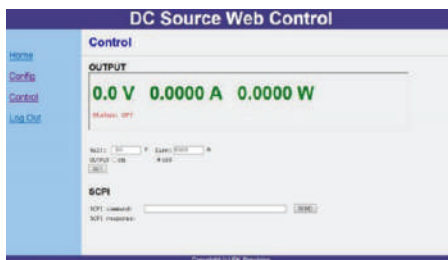 DC Source Web Control
Home
Config
Control
Log Out
Control
OUTPUT
0.0 V 0.0000 A 0.0000 W
Status: OFF
Volt: V A
OUTPUT ON OFF
SET
SCPI
SCPI command: SEND
SCPI response: